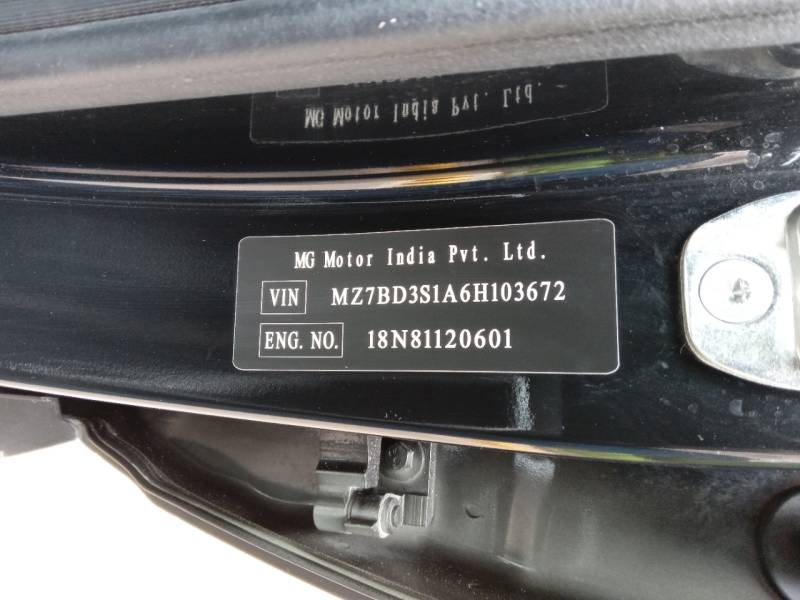 MG Motor India Pvt. Ltd.
VIN MZ7BD3S1A6H103672
ENG. NO. 18N81120601